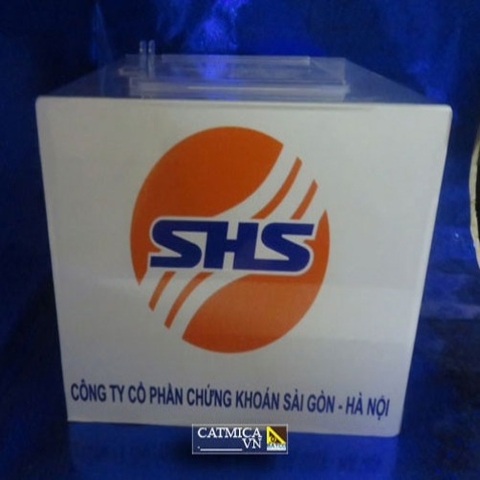 SHS
CÔNG TY CỔ PHẦN CHỨNG KHOÁN SÀI GÒN - HÀ NỘI
CATMICA
VN